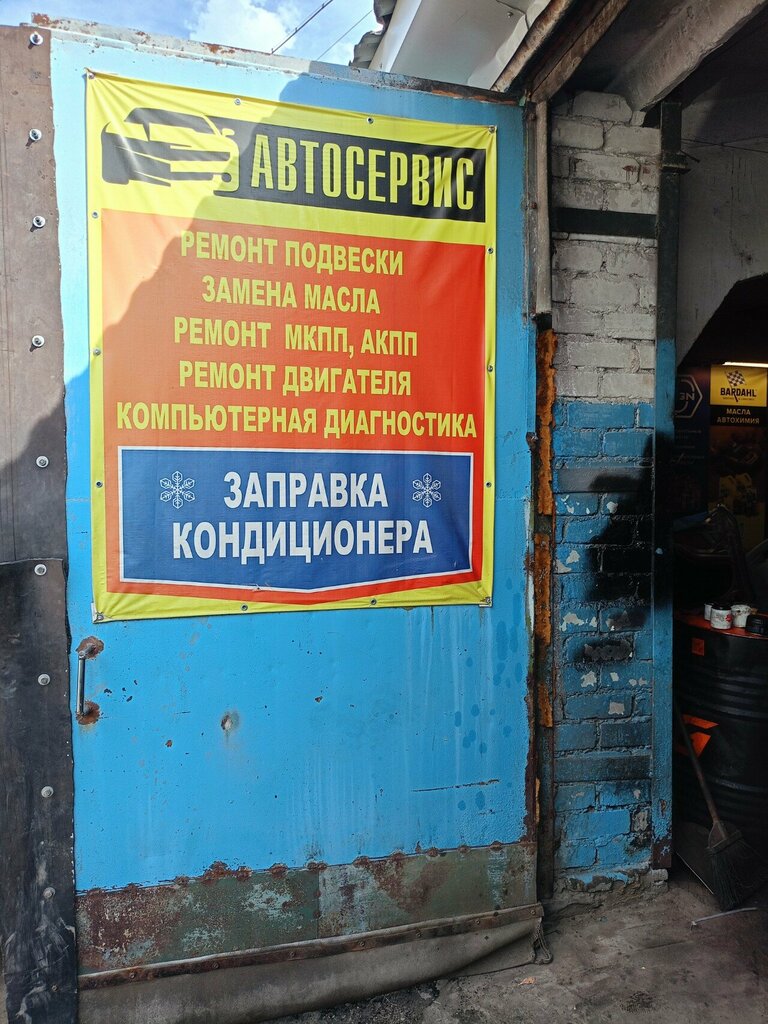 АВТОСЕРВИС
РЕМОНТ ПОДВЕСКИ
ЗАМЕНА МАСЛА
РЕМОНТ МКПП, АКПП
РЕМОНТ ДВИГАТЕЛЯ
КОМПЬЮТЕРНАЯ ДИАГНОСТИКА
ЗАПРАВКА
КОНДИЦИОНЕРА
BARDAHL
МАСЛА
АВТОХИМИЯ